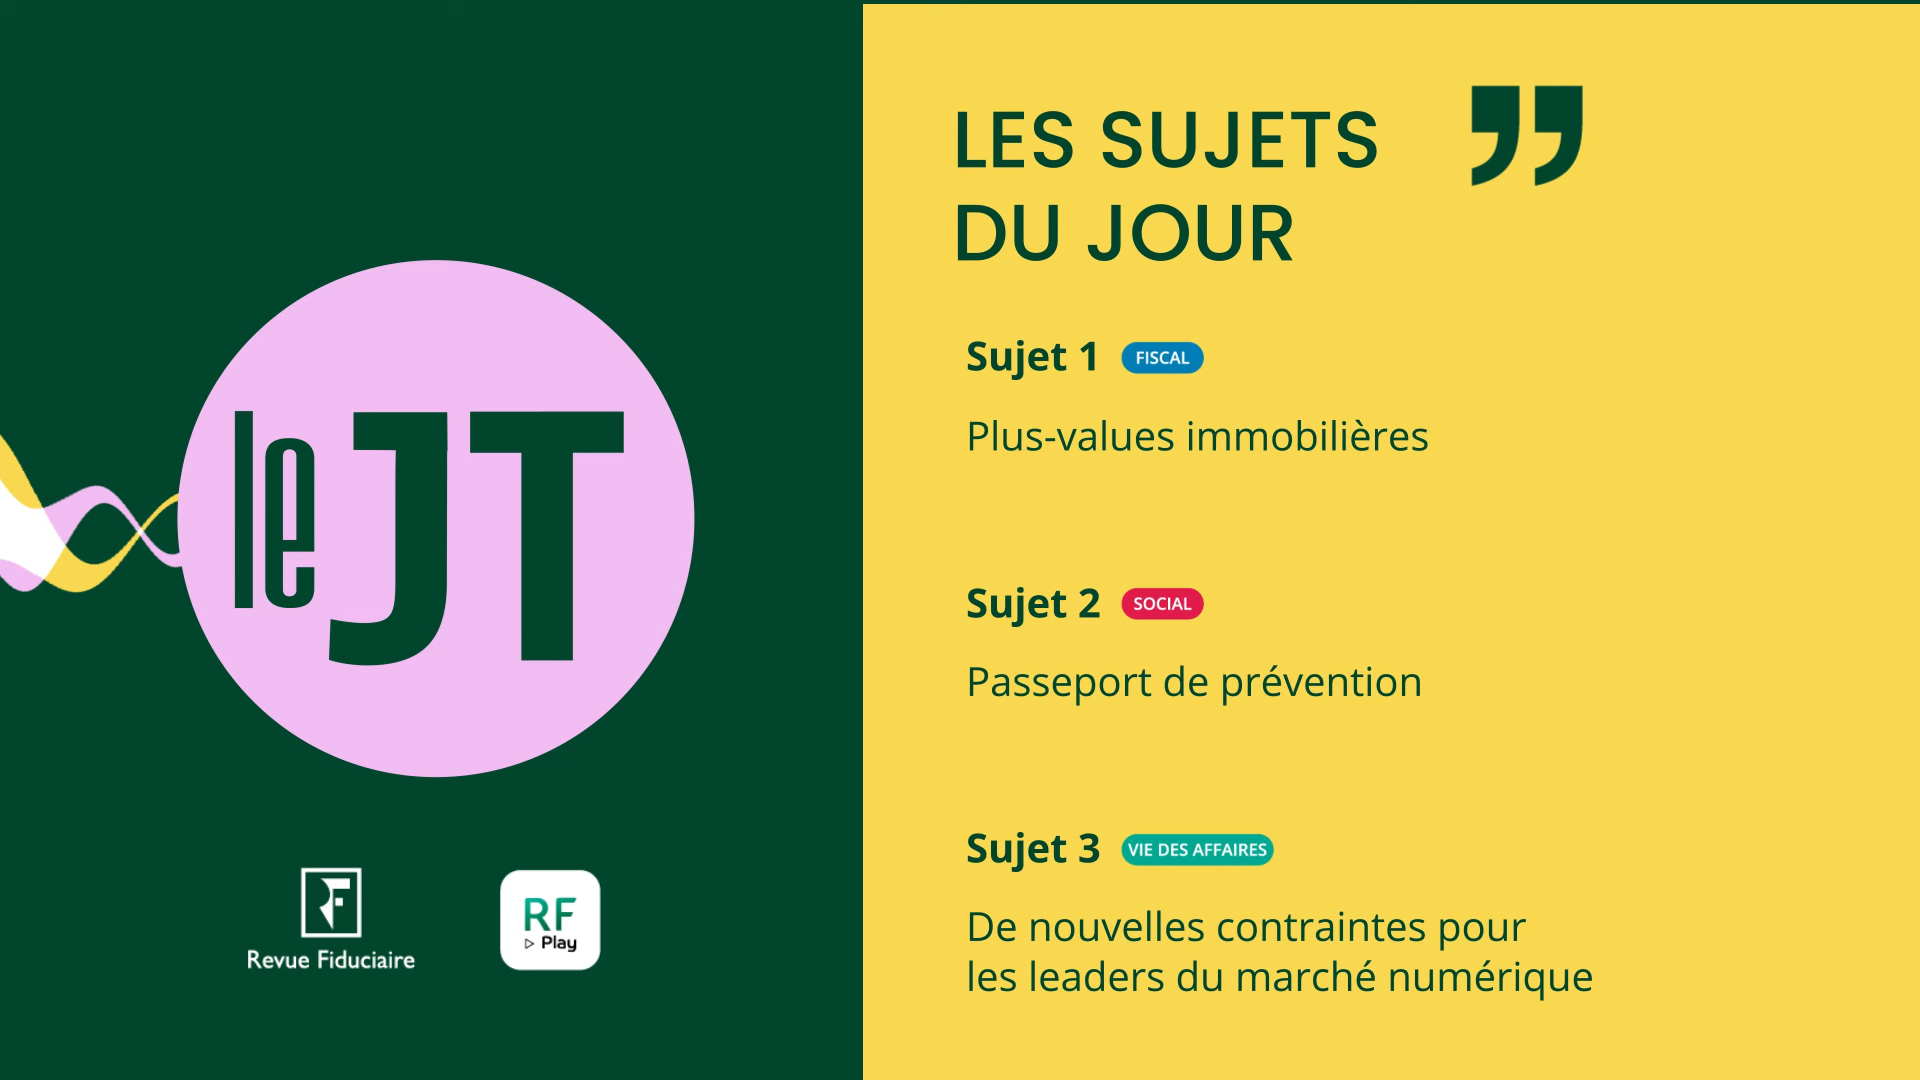 le JT
Revue Fiduciaire
RF
Play
LES SUJETS
DU JOUR
Sujet 1 FISCAL
Plus-values immobilières
Sujet 2 SOCIAL
Passeport de prévention
Sujet 3 VIE DES AFFAIRES
De nouvelles contraintes pour
les leaders du marché numérique